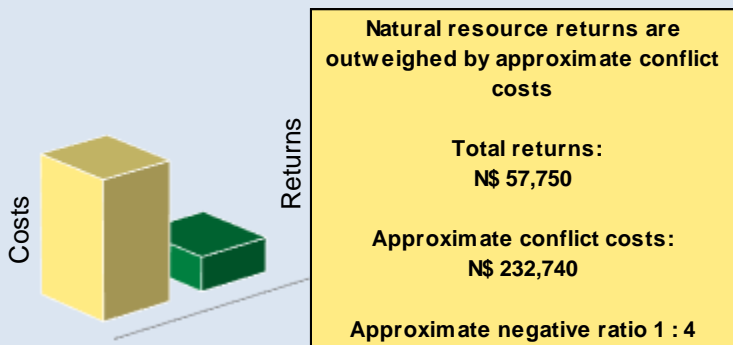 Costs
Returns
Natural resource returns are
outweighed by approximate conflict
costs
Total returns:
N$ 57,750
Approximate conflict costs:
N$ 232,740
Approximate negative ratio 1 : 4